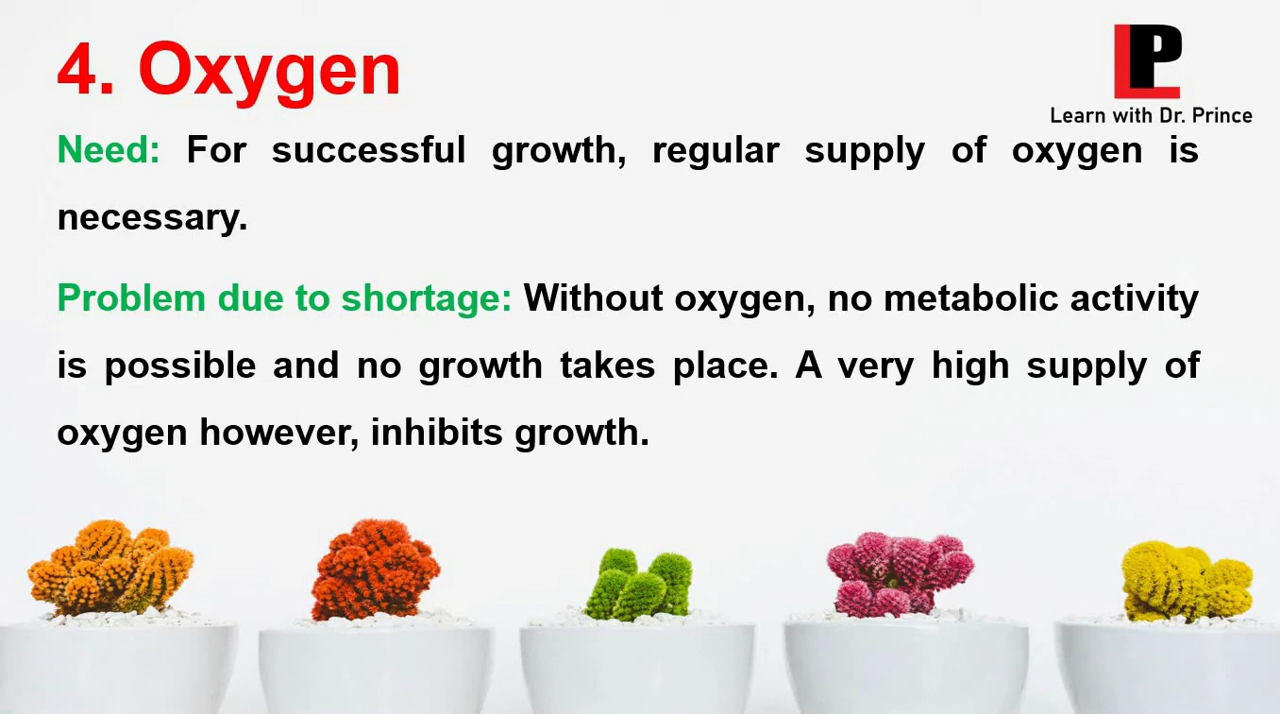 4. Oxygen
LP
Learn with Dr. Prince
Need: For successful growth, regular supply of oxygen is
necessary.
Problem due to shortage: Without oxygen, no metabolic activity
is possible and no growth takes place. A very high supply of
oxygen however, inhibits growth.